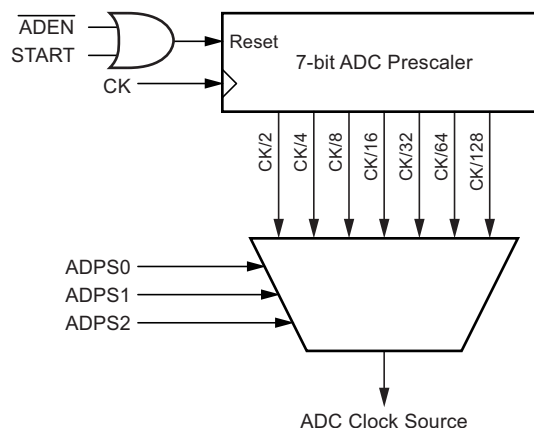 ADEN
START
CK
Reset
7-bit ADC Prescaler
CK/2
CK/4
CK/8
CK/16
CK/32
CK/64
CK/128
ADPS0
ADPS1
ADPS2
ADC Clock Source